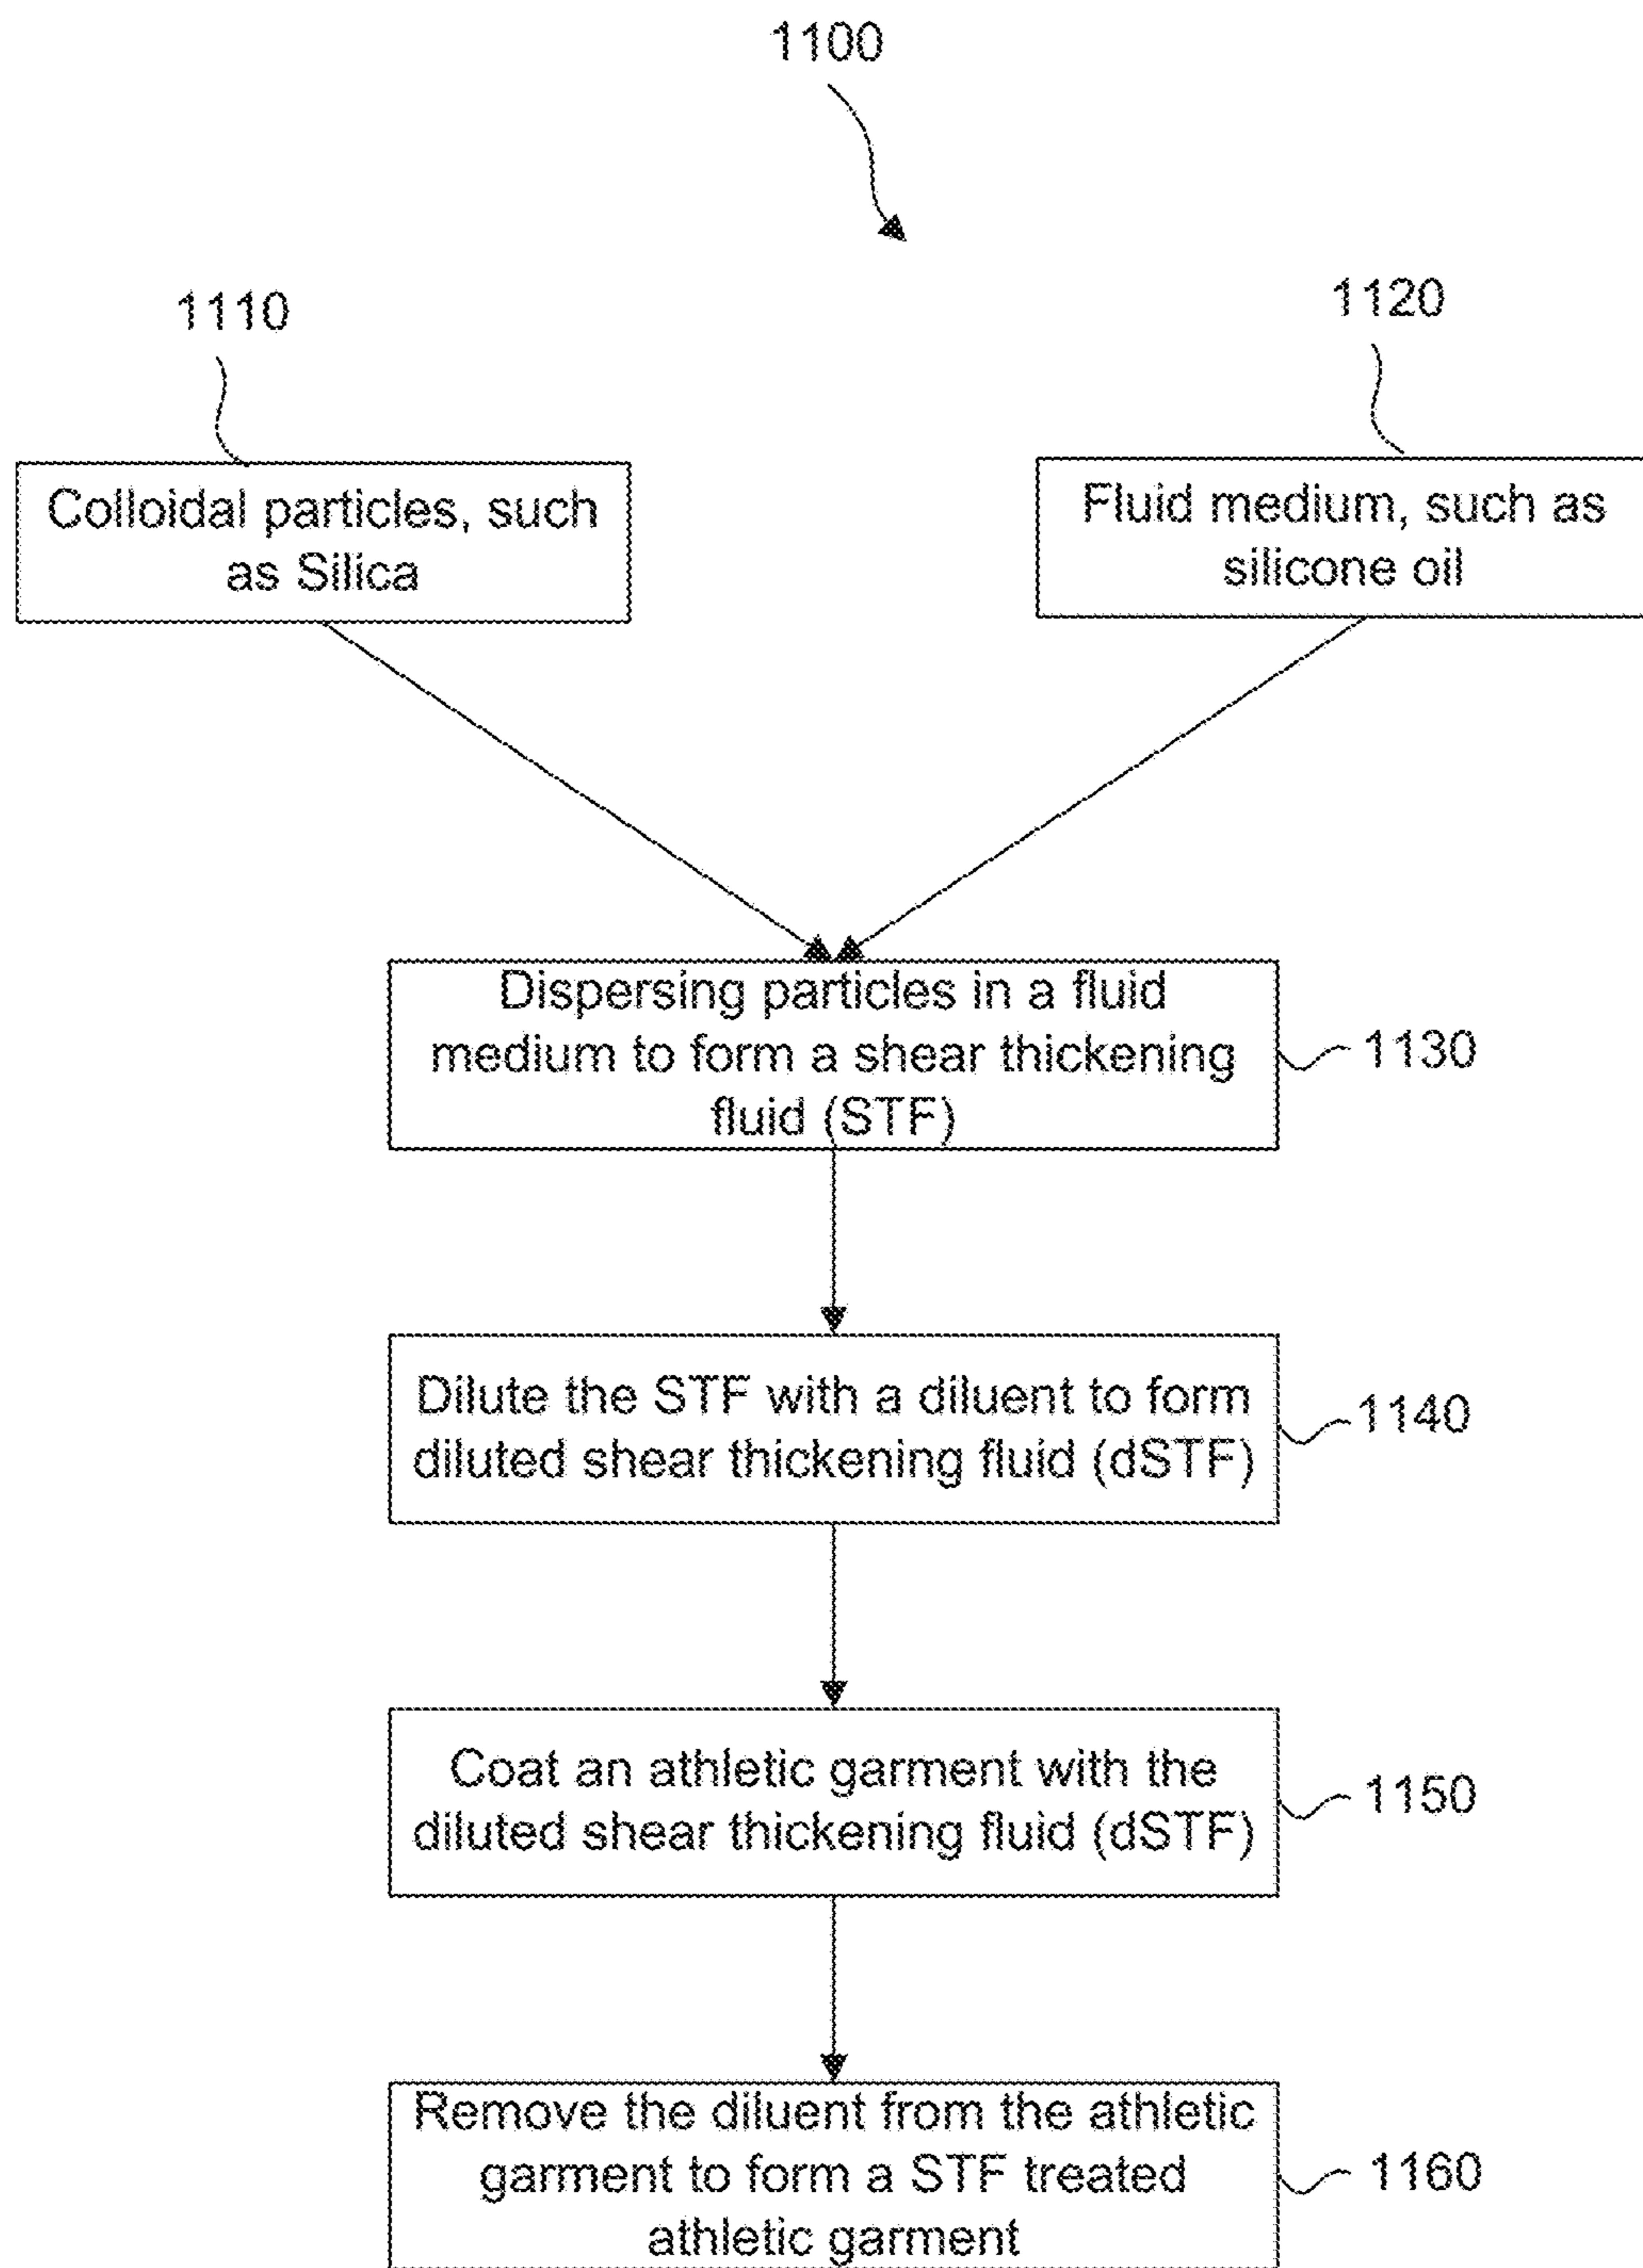 1100
1110
1120
Colloidal particles, such
as Silica
Fluid medium, such as
silicone oil
Dispersing particles in a fluid
medium to form a shear thickening
fluid (STF)
1130
Dilute the STF with a diluent to form
diluted shear thickening fluid (dSTF)
1140
Coat an athletic garment with the
diluted shear thickening fluid (dSTF)
1150
Remove the diluent from the athletic
garment to form a STF treated
athletic garment
1160